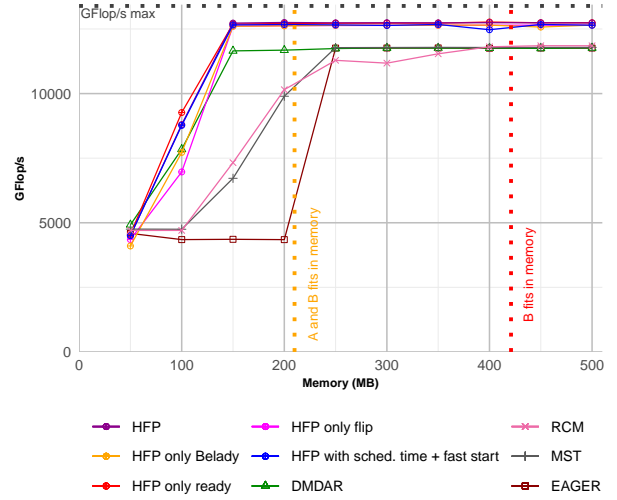 GFlop/s max
10000
5000
0
GFlop/s
A and B fits in memory
B fits in memory
0
100
200
300
400
500
Memory (MB)
HFP
HFP only flip
RCM
HFP only Belady
HFP with sched. time + fast start
MST
HFP only ready
DMDAR
EAGER